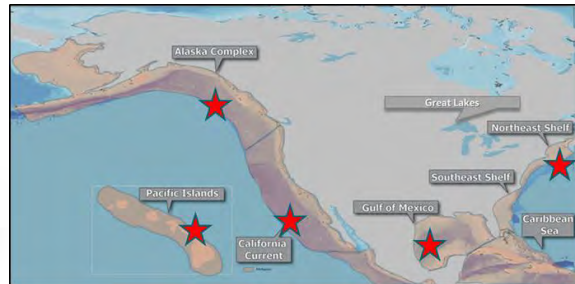 Alaska Complex
Great Lakes
Northeast Shelf
Southeast Shelf
Pacific Islands
Gulf of Mexico
Caribbean
Sea
California
Current